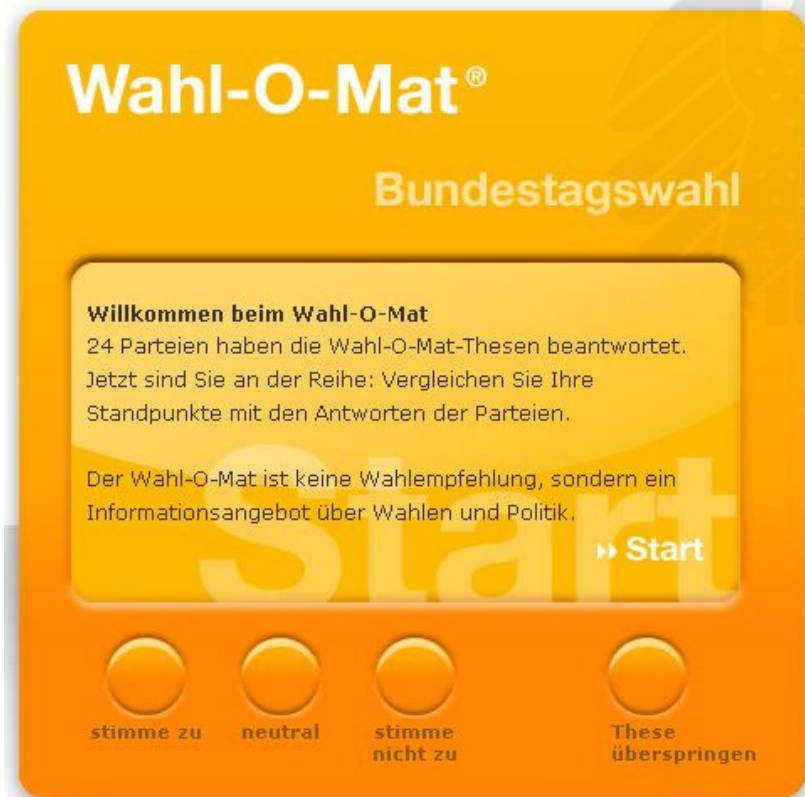 Wahl-O-Mat®
Bundestagswahl
Willkommen beim Wahl-O-Mat
24 Parteien haben die Wahl-O-Mat-Thesen beantwortet.
Jetzt sind Sie an der Reihe: Vergleichen Sie Ihre
Standpunkte mit den Antworten der Parteien.
Der Wahl-O-Mat ist keine Wahlempfehlung, sondern ein
Informationsangebot über Wahlen und Politik.
Start
›› Start
stimme zu
neutral
stimme
nicht zu
These
überspringen